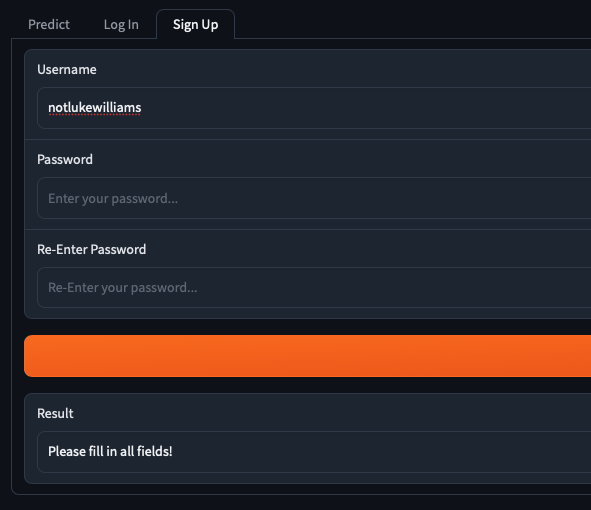 Predict Log In Sign Up
Username
notlukewilliams
Password
Enter your password...
Re-Enter Password
Re-Enter your password...
Result
Please fill in all fields!